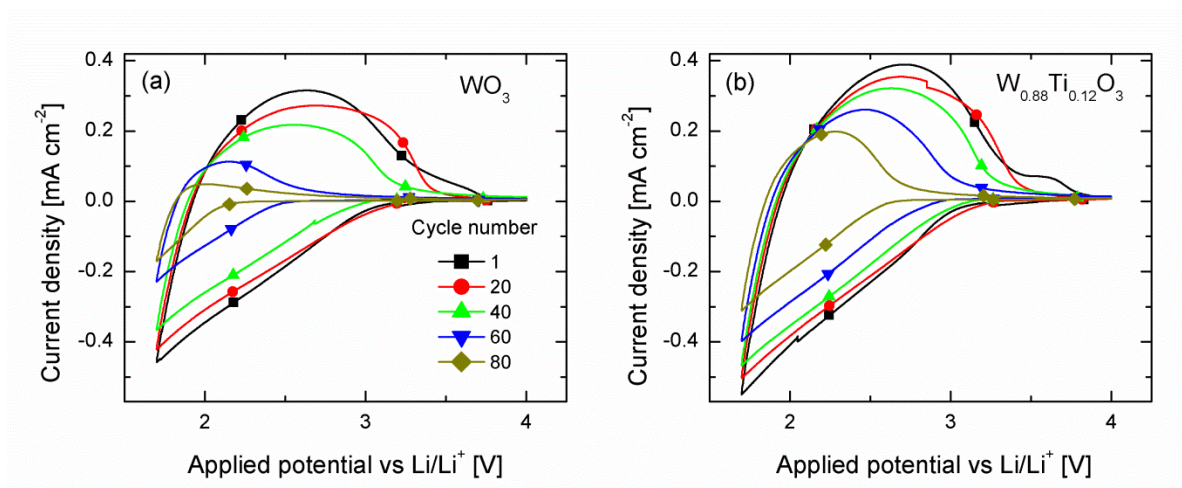 (a)
WO3
0.4
0.2
0.0
-0.2
-0.4
Current density [mA cm-2]
Cycle number
1
20
40
60
80
2
3
4
Applied potential vs Li/Li+ [V]
(b)
W0.88Ti0.12O3
0.4
0.2
0.0
-0.2
-0.4
Current density [mA cm-2]
2
3
4
Applied potential vs Li/Li+ [V]